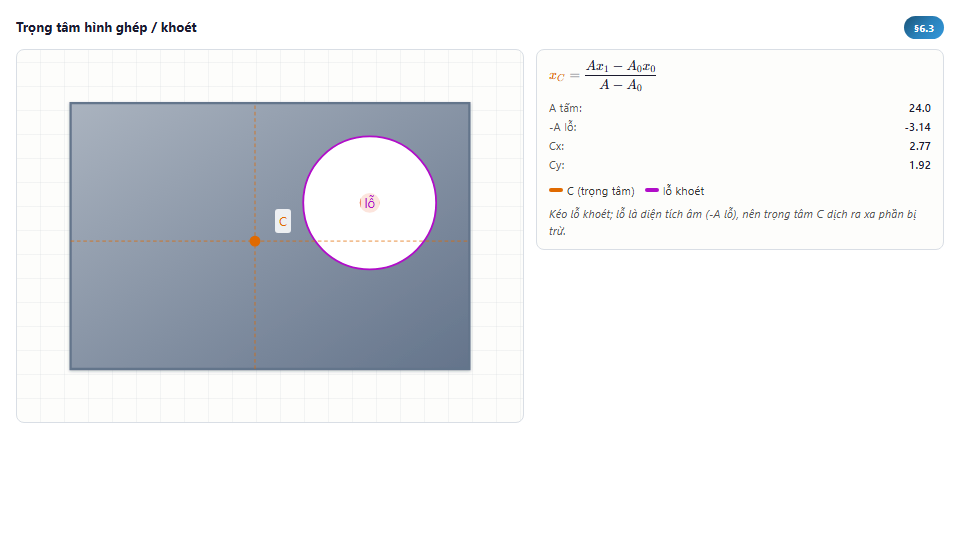 Trọng tâm hình ghép / khoét
§6.3
lỗ
C
x_C = \frac{Ax_1 − A_0x_0}{A − A_0}
A tấm: 24.0
-A lỗ: -3.14
Cx: 2.77
Cy: 1.92
C (trọng tâm) lỗ khoét
Kéo lỗ khoét; lỗ là diện tích âm (-A lỗ), nên trọng tâm C dịch ra xa phần bị
trừ.